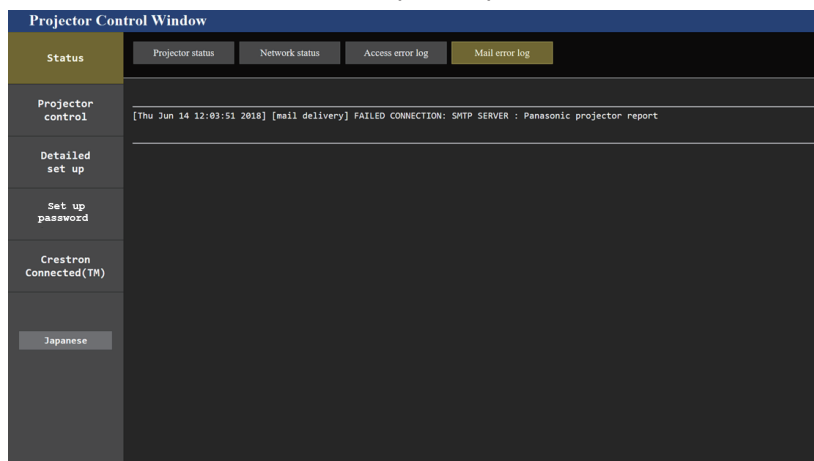 Projector Control Window
Status
Projector status
Network status
Access error log
Mail error log
Projector
control
Detailed
set up
Set up
password
Crestron
Connected(TM)
Japanese
[Thu Jun 14 12:03:51 2018] [mail delivery] FAILED CONNECTION: SMTP SERVER : Panasonic projector report